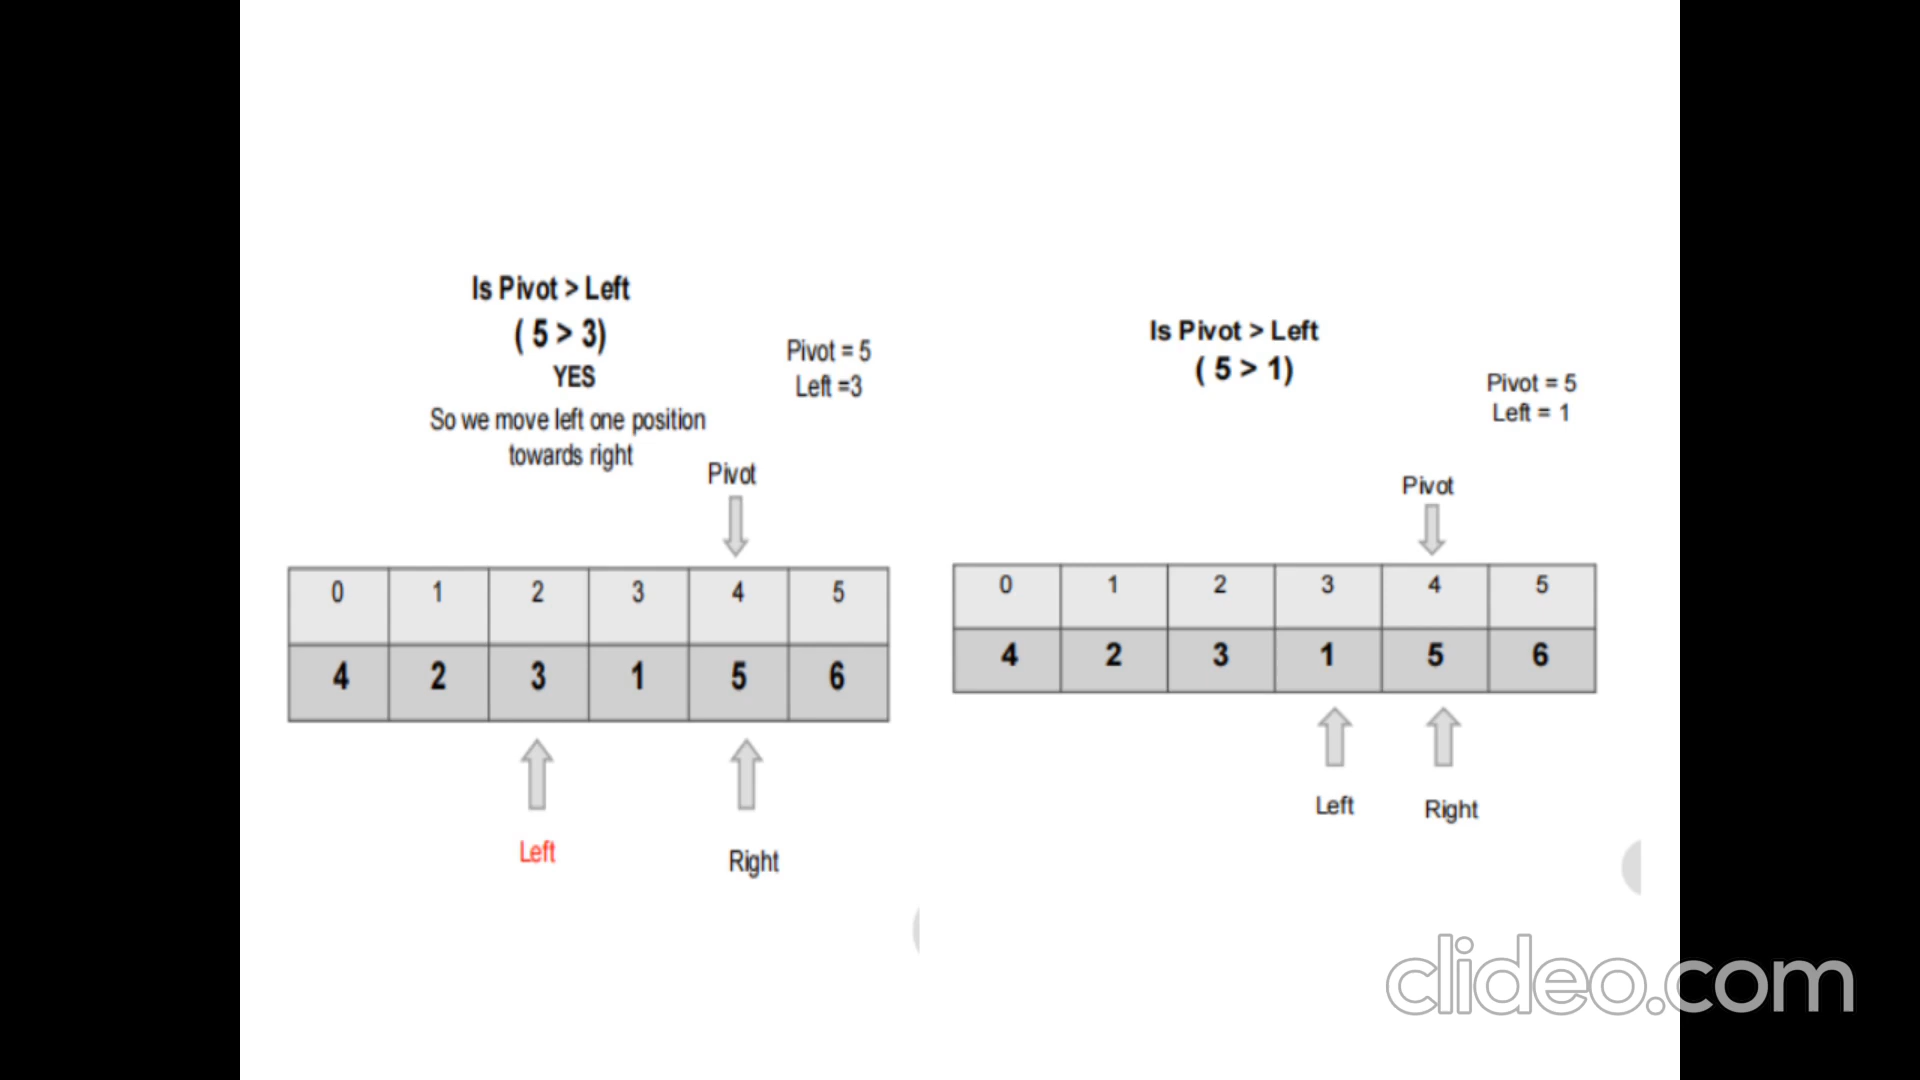 Is Pivot > Left
( 5 > 3)
YES
So we move left one position
towards right
Pivot = 5
Left =3
Pivot
0 1 2 3 4 5
4 2 3 1 5 6
Left
Right
Is Pivot > Left
( 5 > 1)
Pivot = 5
Left = 1
Pivot
0 1 2 3 4 5
4 2 3 1 5 6
Left
Right
clideo.com